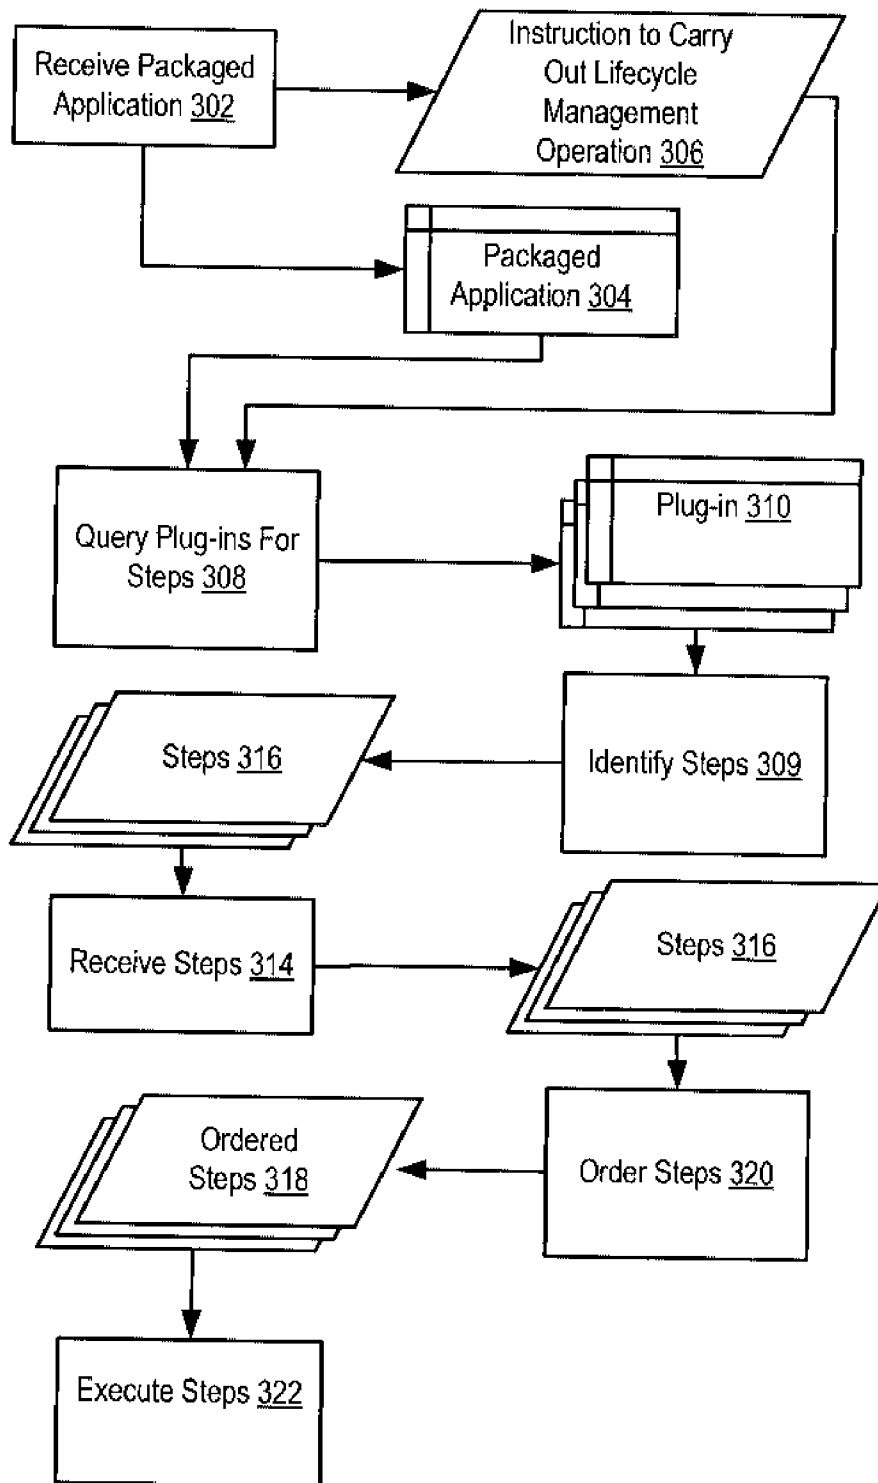 Receive Packaged
Application 302
Instruction to Carry
Out Lifecycle
Management
Operation 306
Packaged
Application 304
Query Plug-ins For
Steps 308
Plug-in 310
Steps 316
Identify Steps 309
Receive Steps 314
Steps 316
Ordered
Steps 318
Order Steps 320
Execute Steps 322